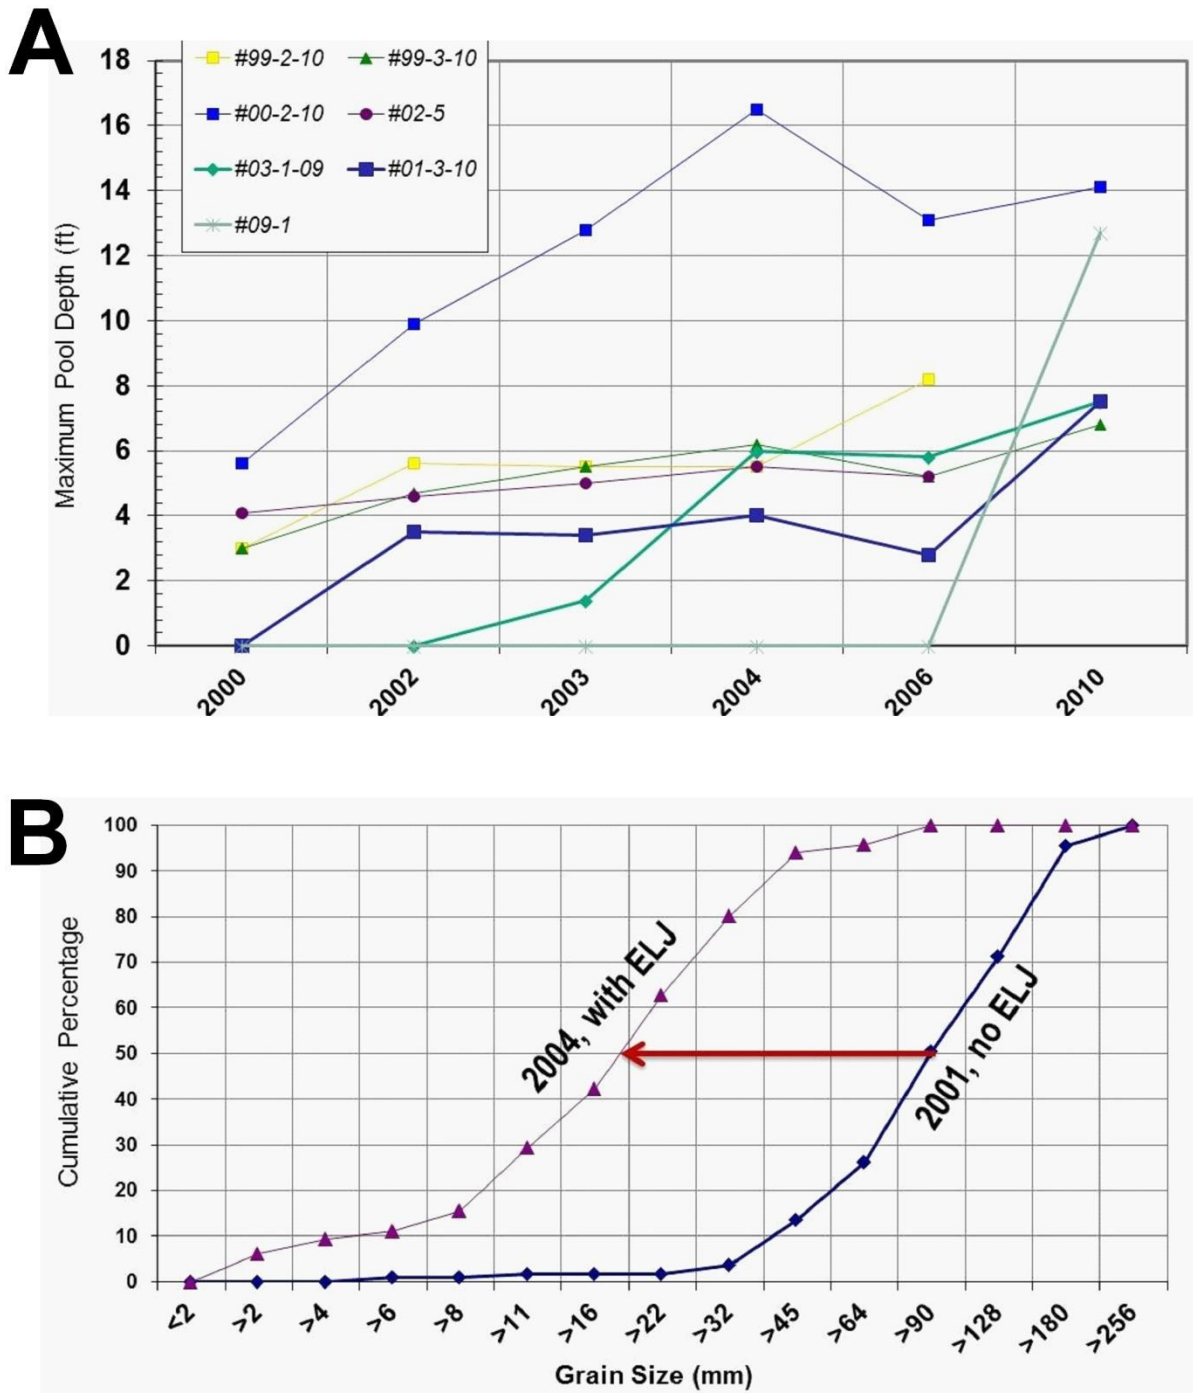 A
#99-2-10 #99-3-10
#00-2-10 #02-5
#03-1-09 #01-3-10
#09-1
Maximum Pool Depth (ft)
18
16
14
12
10
8
6
4
2
0
2000 2002 2003 2004 2006 2010
B
Cumulative Percentage
100
90
80
70
60
50
40
30
20
10
0
2004, with ELJ
2001, no ELJ
<2 >2 >4 >6 >8 >11 >16 >22 >32 >45 >64 >90 >128 >180 >256
Grain Size (mm)